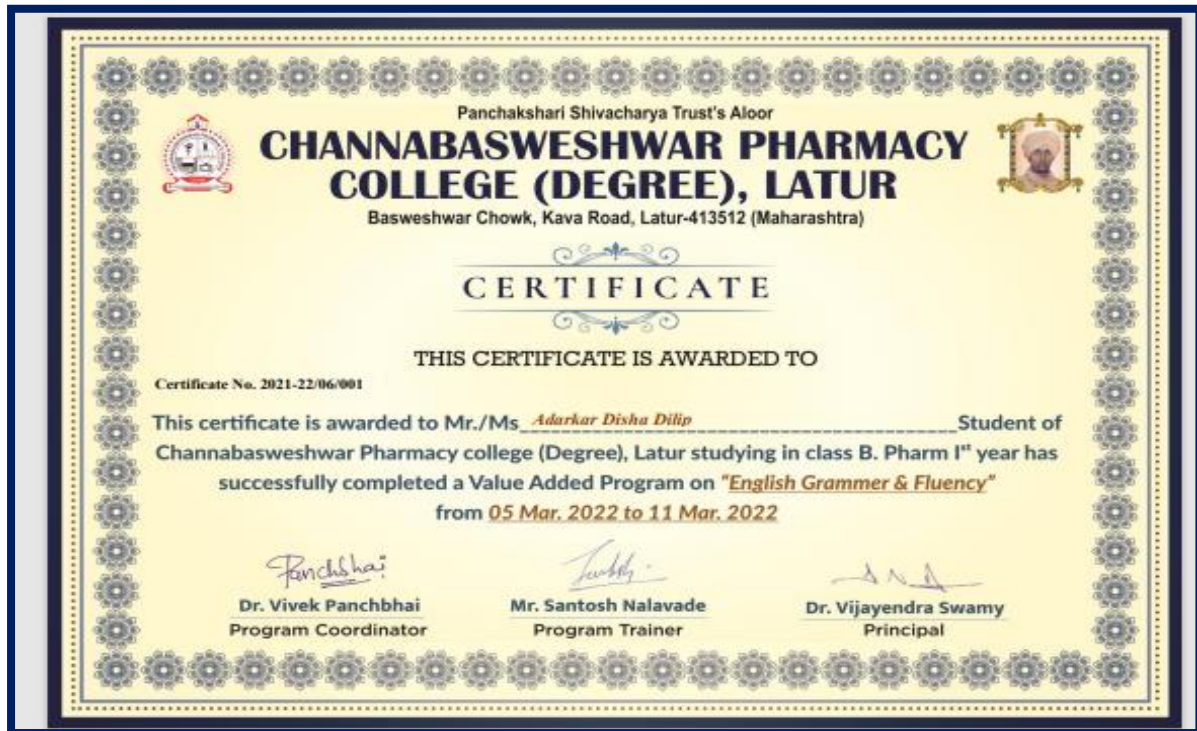 Panchakshari Shivacharya Trust's Aloor
CHANNABASWESHWAR PHARMACY
COLLEGE (DEGREE), LATUR
Basweshwar Chowk, Kava Road, Latur-413512 (Maharashtra)
CERTIFICATE
THIS CERTIFICATE IS AWARDED TO
Certificate No. 2021-22/06/001
This certificate is awarded to Mr./Ms Adarkar Disha Dilip Student of
Channabasweshwar Pharmacy college (Degree), Latur studying in class B. Pharm Ist year has
successfully completed a Value Added Program on "English Grammer & Fluency"
from 05 Mar. 2022 to 11 Mar. 2022
Panchbhai
Dr. Vivek Panchbhai Mr. Santosh Nalavade Dr. Vijayendra Swamy
Program Coordinator Program Trainer Principal